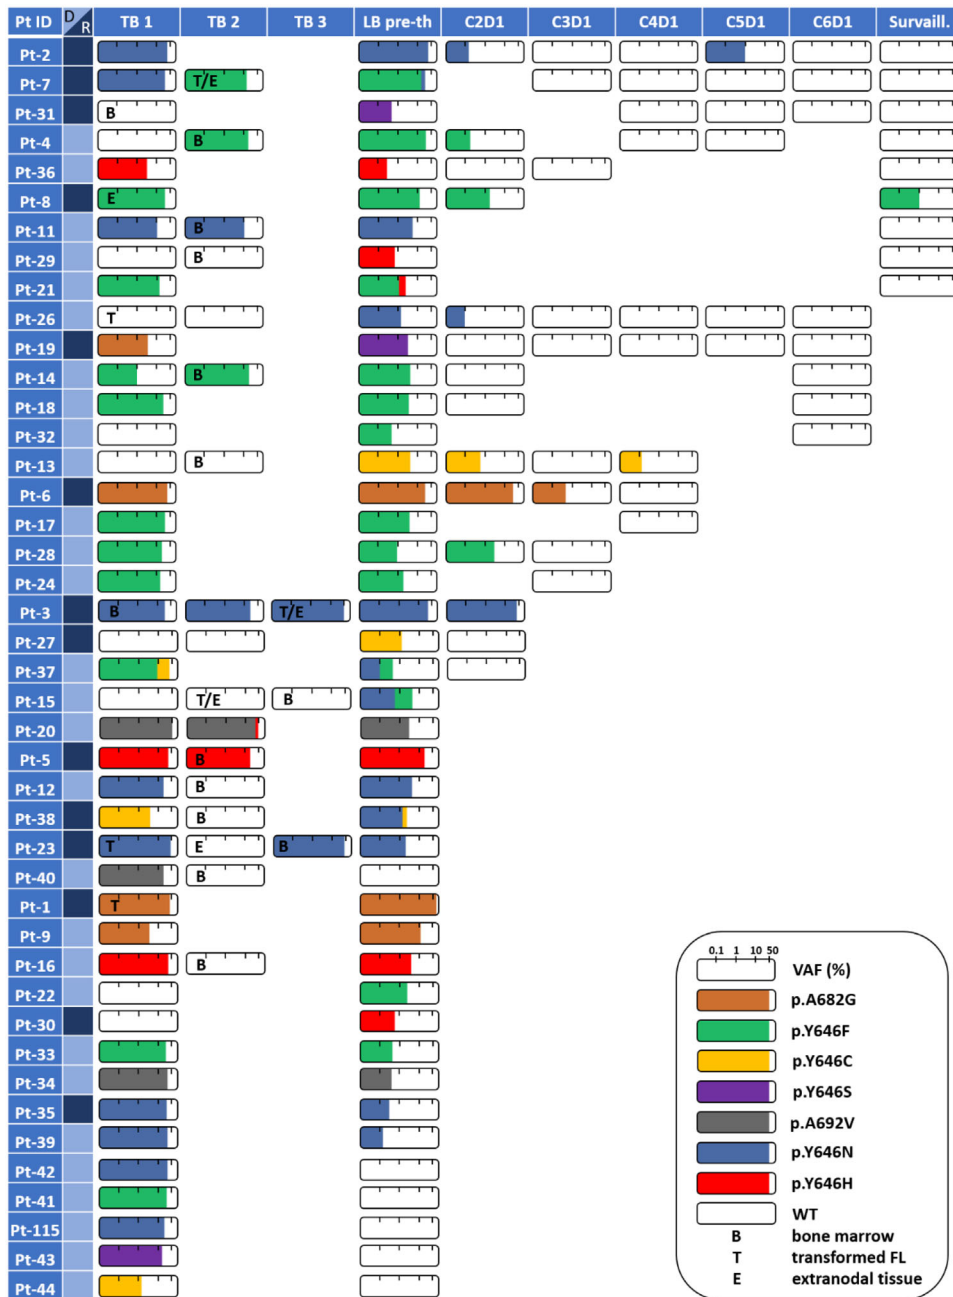 Pt ID D R TB 1 TB 2 TB 3 LB pre-th C2D1 C3D1 C4D1 C5D1 C6D1 Survaill.
Pt-2
Pt-7 T/E
Pt-31 B
Pt-4 B
Pt-36
Pt-8 E
Pt-11 B
Pt-29 B
Pt-21
Pt-26 T
Pt-19
Pt-14 B
Pt-18
Pt-32
Pt-13 B
Pt-6
Pt-17
Pt-28
Pt-24
Pt-3 B T/E
Pt-27
Pt-37
Pt-15 T/E B
Pt-20
Pt-5 B
Pt-12 B
Pt-38 B
Pt-23 T E B
Pt-40 B
Pt-1 T
Pt-9
Pt-16 B
Pt-22
Pt-30
Pt-33
Pt-34
Pt-35
Pt-39
Pt-42
Pt-41
Pt-115
Pt-43
Pt-44
0.1 1 10 50
VAF (%)
p.A682G
p.Y646F
p.Y646C
p.Y646S
p.A692V
p.Y646N
p.Y646H
WT
B bone marrow
T transformed FL
E extranodal tissue